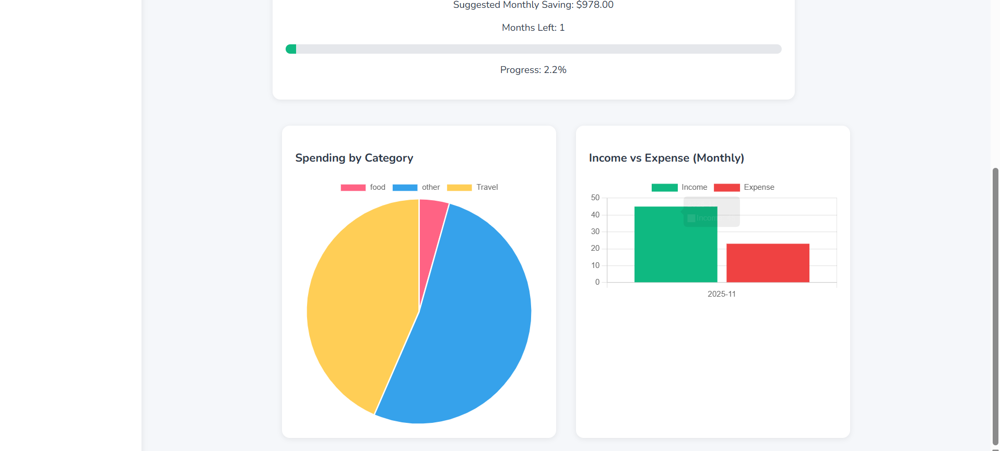 Suggested Monthly Saving: $978.00
Months Left: 1
Progress: 2.2%
Spending by Category
food other Travel
Income vs Expense (Monthly)
Income Expense
50
40
30
20
10
0
2025-11